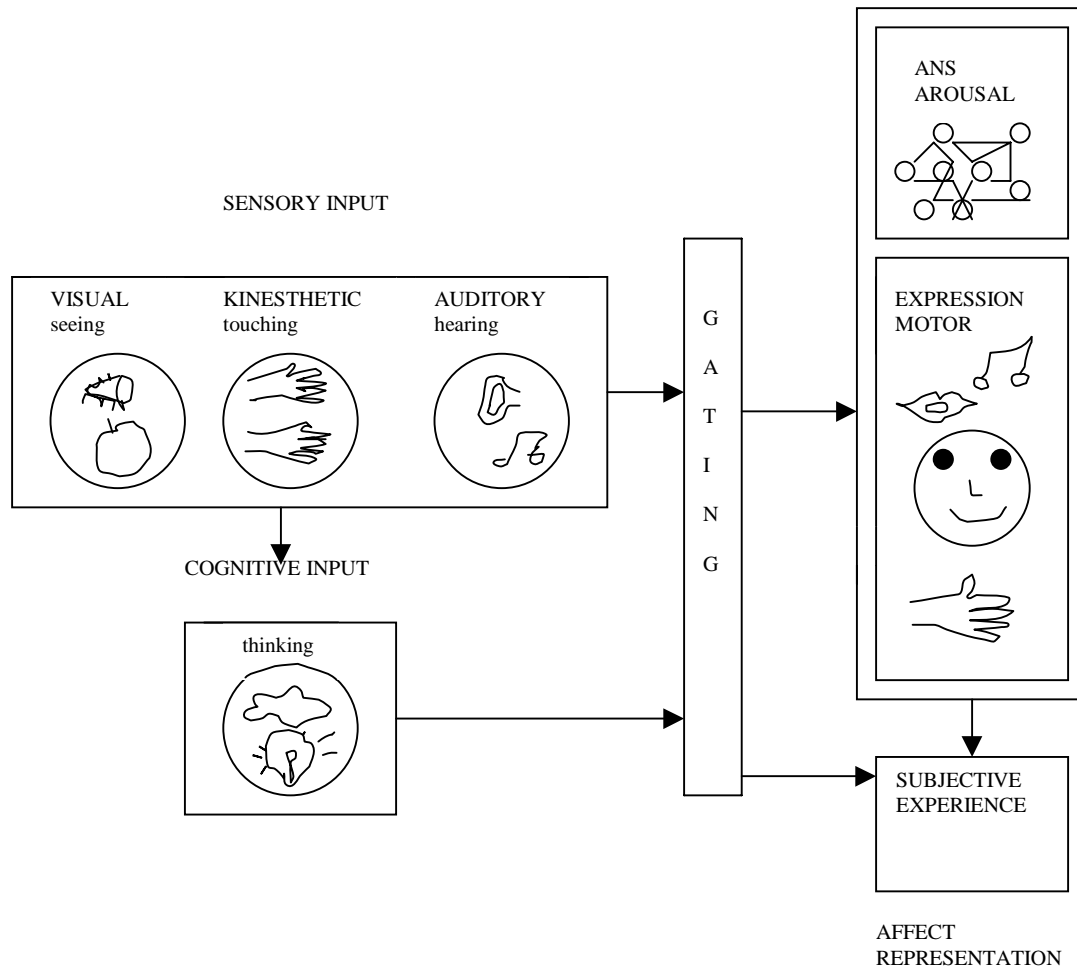 SENSORY INPUT
VISUAL
seeing
KINESTHETIC
touching
AUDITORY
hearing
COGNITIVE INPUT
thinking
G
A
T
I
N
G
ANS
AROUSAL
EXPRESSION
MOTOR
SUBJECTIVE
EXPERIENCE
AFFECT
REPRESENTATION